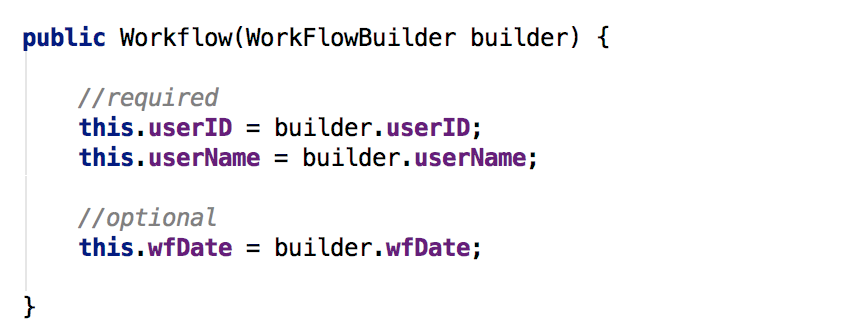 public Workflow(WorkFlowBuilder builder) {
//required
this.userID = builder.userID;
this.userName = builder.userName;
//optional
this.wfDate = builder.wfDate;
}